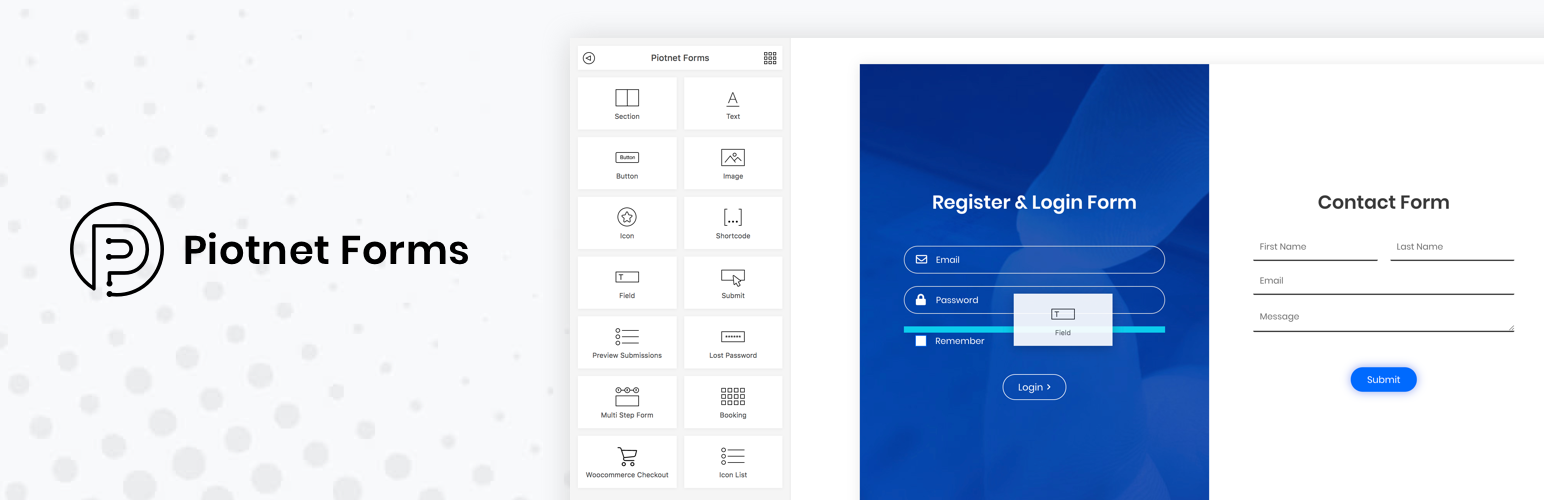 Piotnet Forms
Piotnet Forms
Section
Text
Button
Button
Image
Icon
[...]
Shortcode
T
Field
Submit
Preview Submissions
Lost Password
Multi Step Form
Booking
Woocommerce Checkout
Icon List
Register & Login Form
Email
Password
T
Field
Remember
Login >
Contact Form
First Name
Last Name
Email
Message
Submit